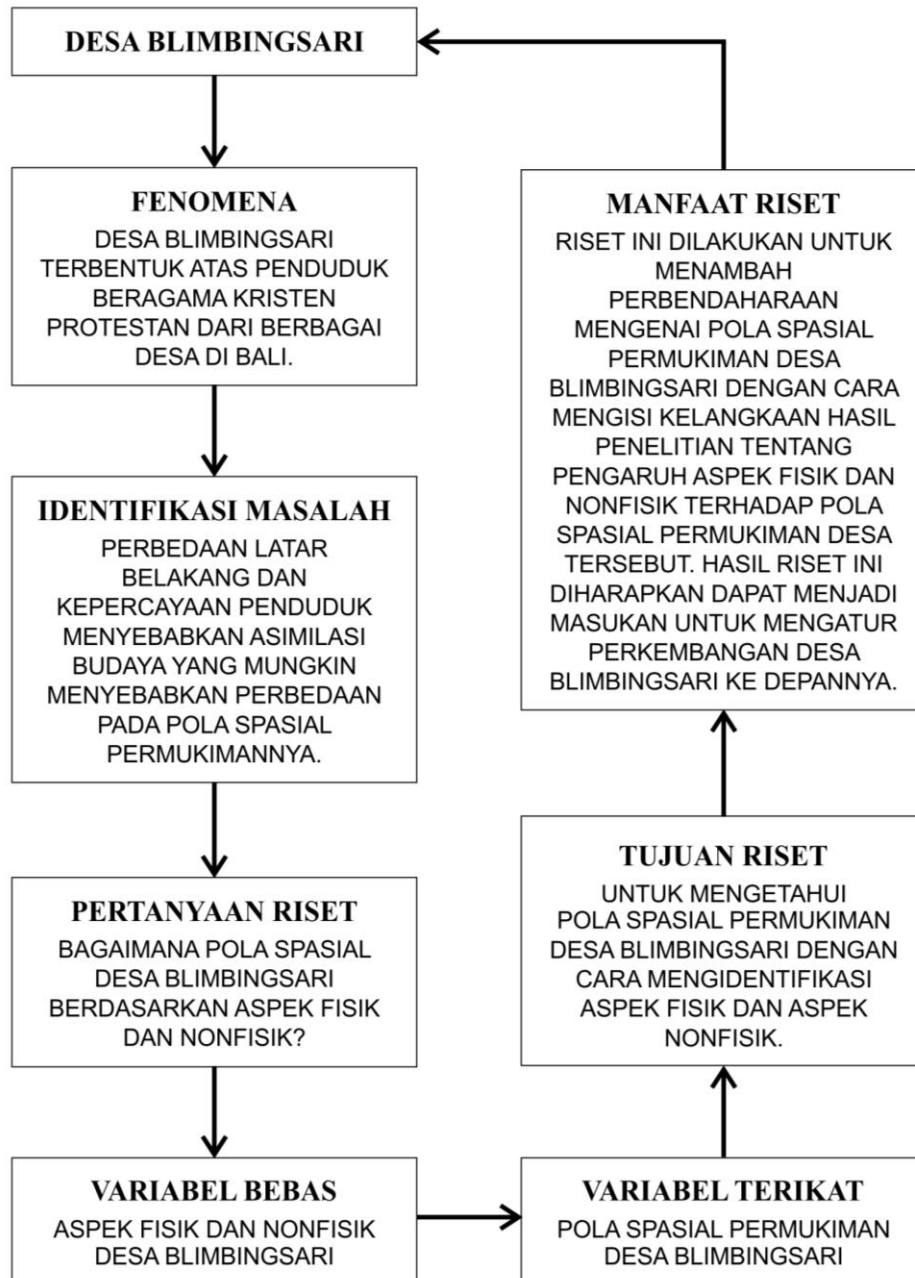 DESA BLIMBINGSARI
FENOMENA
DESA BLIMBINGSARI
TERBENTUK ATAS PENDUDUK
BERAGAMA KRISTEN
PROTESTAN DARI BERBAGAI
DESA DI BALI.
IDENTIFIKASI MASALAH
PERBEDAAN LATAR
BELAKANG DAN
KEPERCAYAAN PENDUDUK
MENYEBABKAN ASIMILASI
BUDAYA YANG MUNGKIN
MENYEBABKAN PERBEDAAN
PADA POLA SPASIAL
PERMUKIMANNYA.
PERTANYAAN RISET
BAGAIMANA POLA SPASIAL
DESA BLIMBINGSARI
BERDASARKAN ASPEK FISIK
DAN NONFISIK?
VARIABEL BEBAS
ASPEK FISIK DAN NONFISIK
DESA BLIMBINGSARI
VARIABEL TERIKAT
POLA SPASIAL PERMUKIMAN
DESA BLIMBINGSARI
TUJUAN RISET
UNTUK MENGETAHUI
POLA SPASIAL PERMUKIMAN
DESA BLIMBINGSARI DENGAN
CARA MENGIDENTIFIKASI
ASPEK FISIK DAN ASPEK
NONFISIK.
MANFAAT RISET
RISET INI DILAKUKAN UNTUK
MENAMBAH
PERBENDAHARAAN
MENGENAI POLA SPASIAL
PERMUKIMAN DESA
BLIMBINGSARI DENGAN CARA
MENGISI KELANGKAAN HASIL
PENELITIAN TENTANG
PENGARUH ASPEK FISIK DAN
NONFISIK TERHADAP POLA
SPASIAL PERMUKIMAN DESA
TERSEBUT. HASIL RISET INI
DIHARAPKAN DAPAT MENJADI
MASUKAN UNTUK MENGATUR
PERKEMBANGAN DESA
BLIMBINGSARI KE DEPANNYA.